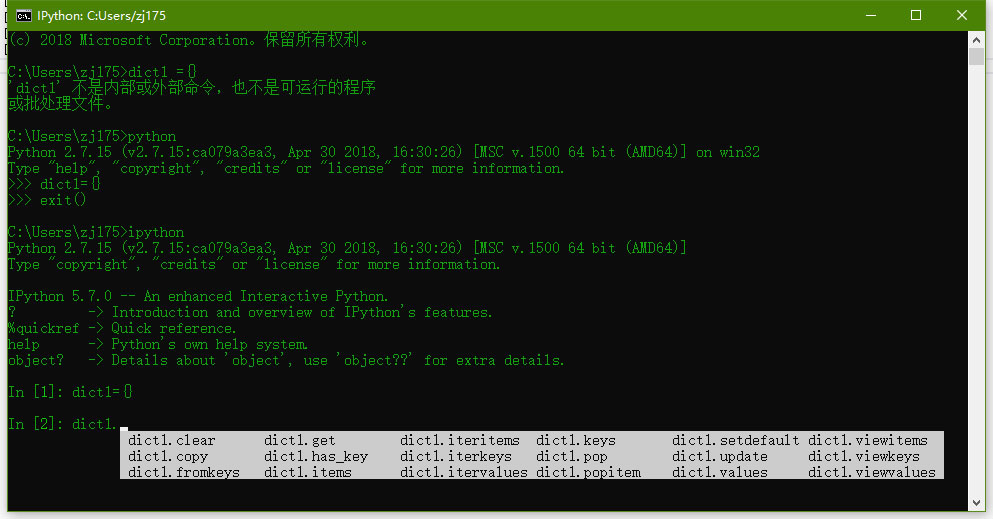 IPython: C:Users/zj175
(c) 2018 Microsoft Corporation。保留所有权利。
C:\Users\zj175>dict1 ={}
'dict1' 不是内部或外部命令，也不是可运行的程序
或批处理文件。
C:\Users\zj175>python
Python 2.7.15 (v2.7.15:ca079a3ea3, Apr 30 2018, 16:30:26) [MSC v.1500 64 bit (AMD64)] on win32
Type "help", "copyright", "credits" or "license" for more information.
>>> dict1={}
>>> exit()
C:\Users\zj175>ipython
Python 2.7.15 (v2.7.15:ca079a3ea3, Apr 30 2018, 16:30:26) [MSC v.1500 64 bit (AMD64)]
Type "copyright", "credits" or "license" for more information.
IPython 5.7.0 -- An enhanced Interactive Python.
?         -> Introduction and overview of IPython's features.
%quickref -> Quick reference.
help      -> Python's own help system.
object?   -> Details about 'object', use 'object??' for extra details.
In [1]: dict1={}
In [2]: dict1.
dict1.clear dict1.get dict1.iteritems dict1.keys dict1.setdefault dict1.viewitems
dict1.copy dict1.has_key dict1.iterkeys dict1.pop dict1.update dict1.viewkeys
dict1.fromkeys dict1.items dict1.itervalues dict1.popitem dict1.values dict1.viewvalues